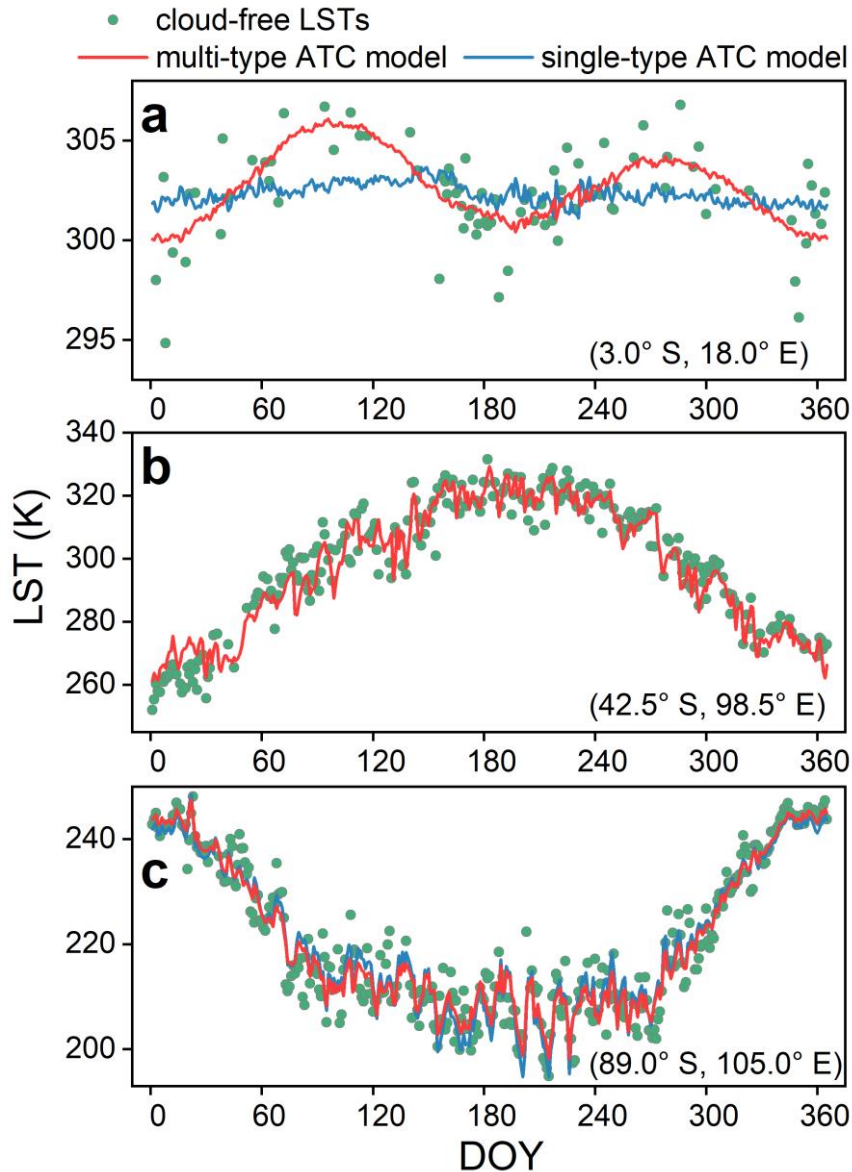 cloud-free LSTs
multi-type ATC model single-type ATC model
a
305
300
295
(3.0° S, 18.0° E)
0 60 120 180 240 300 360
b
340
320
300
280
260
(42.5° S, 98.5° E)
0 60 120 180 240 300 360
LST (K)
c
240
220
200
(89.0° S, 105.0° E)
0 60 120 180 240 300 360
DOY